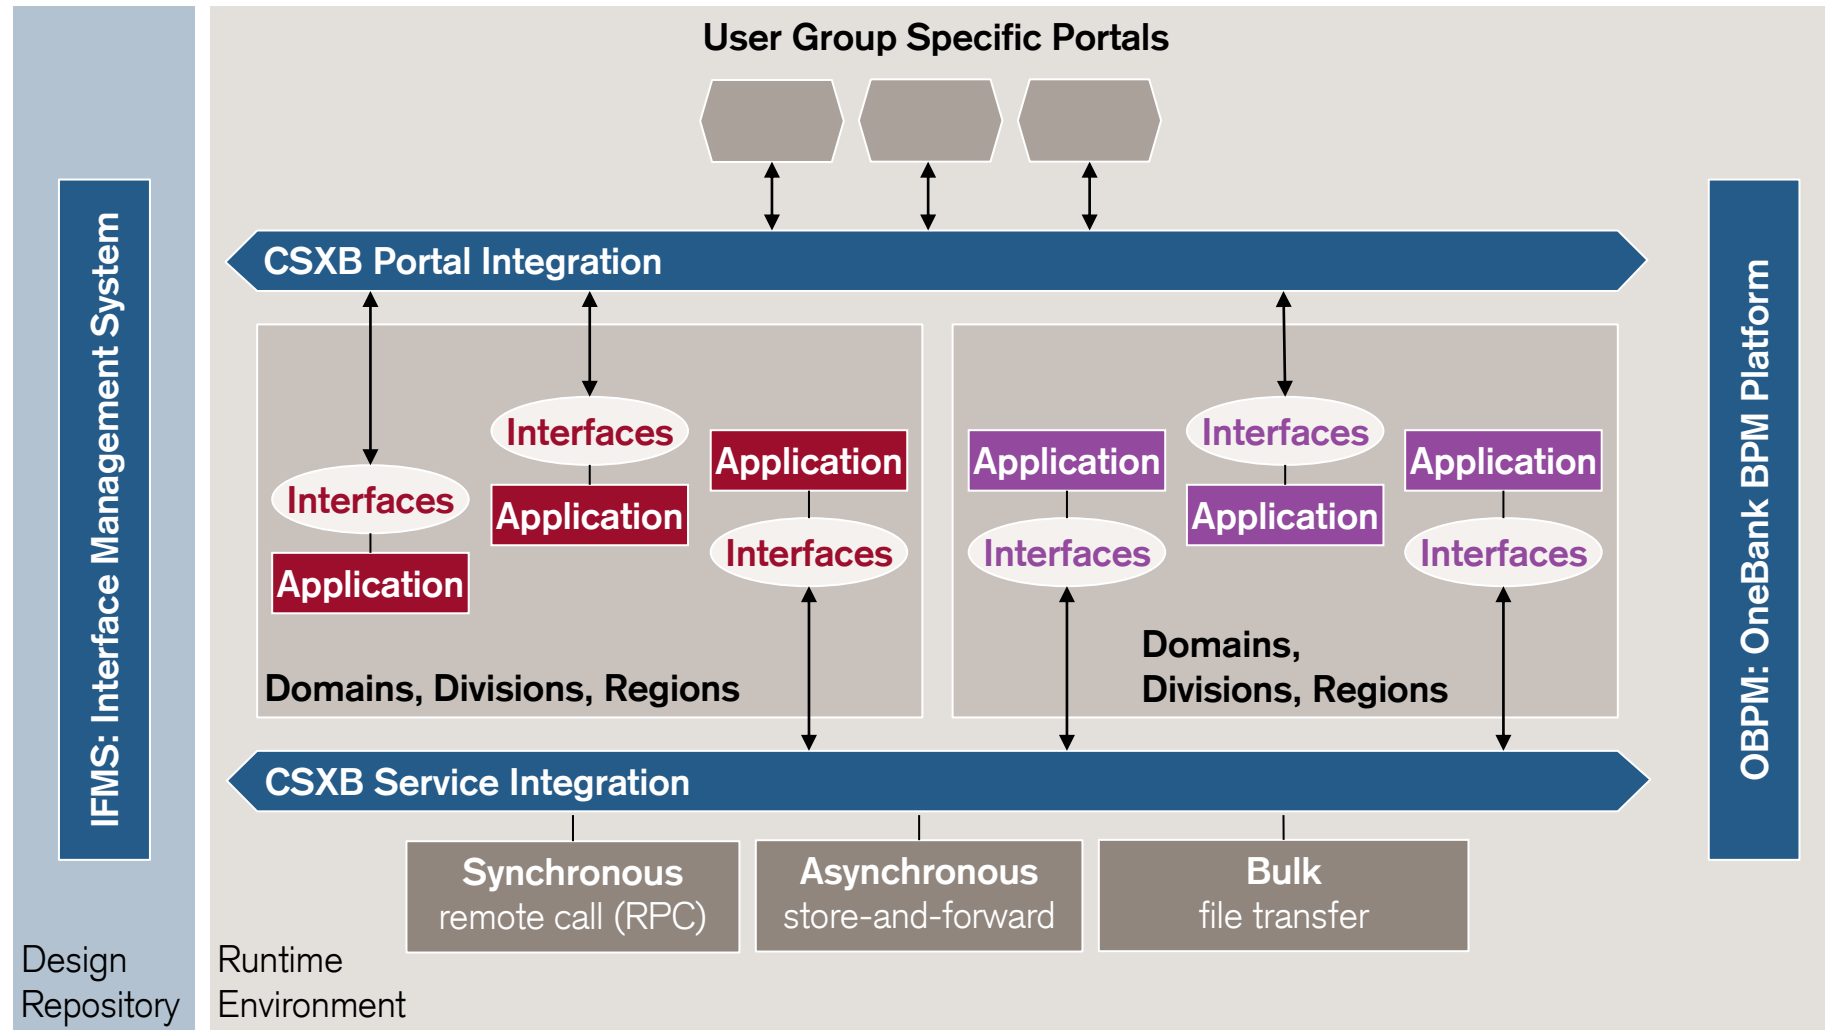 User Group Specific Portals
IFMS: Interface Management System
CSXB Portal Integration
Interfaces
Application
Interfaces
Application
Application
Interfaces
Domains, Divisions, Regions
Application
Interfaces
Interfaces
Application
Application
Interfaces
Domains,
Divisions, Regions
OBPM: OneBank BPM Platform
CSXB Service Integration
Synchronous
remote call (RPC)
Asynchronous
store-and-forward
Bulk
file transfer
Design
Repository
Runtime
Environment